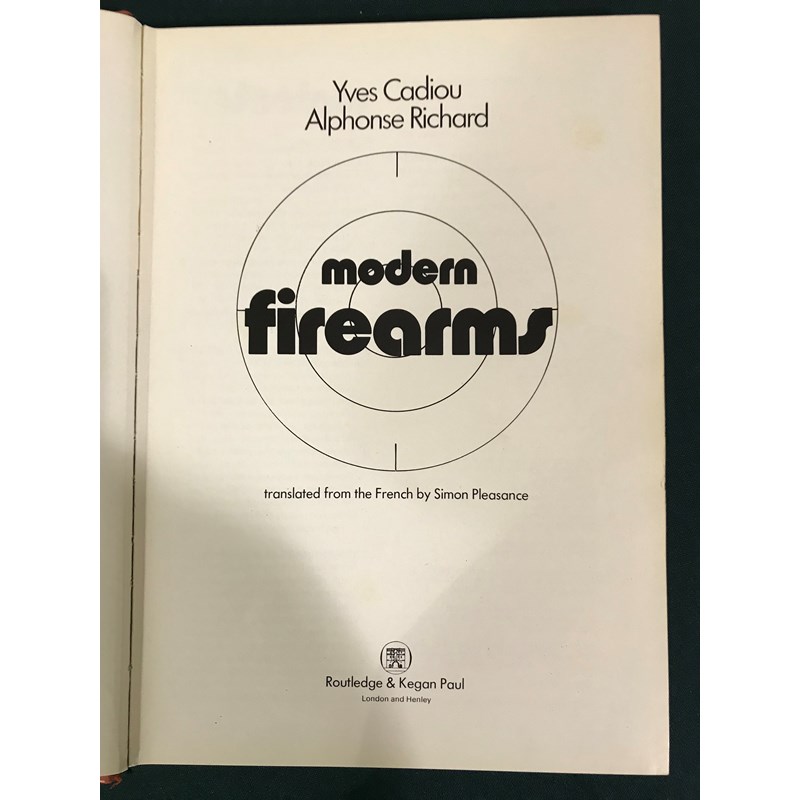 Yves Cadiou
Alphonse Richard
modern
firearms
translated from the French by Simon Pleasance
Routledge & Kegan Paul
London and Henley